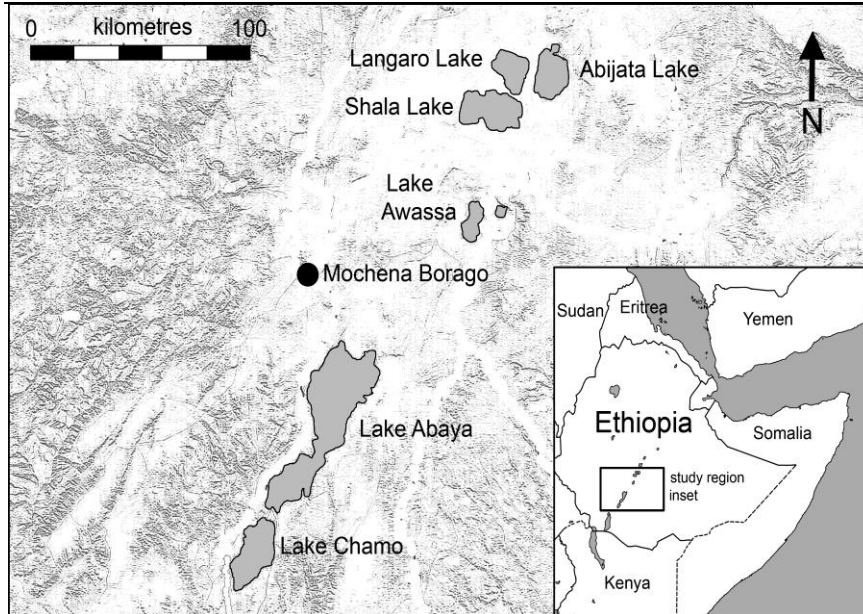 0 kilometres 100
Langaro Lake
Abijata Lake
Shala Lake
N
Lake
Awassa
Mochena Borago
Lake Abaya
Lake Chamo
Sudan
Eritrea
Yemen
Ethiopia
Somalia
study region
inset
Kenya